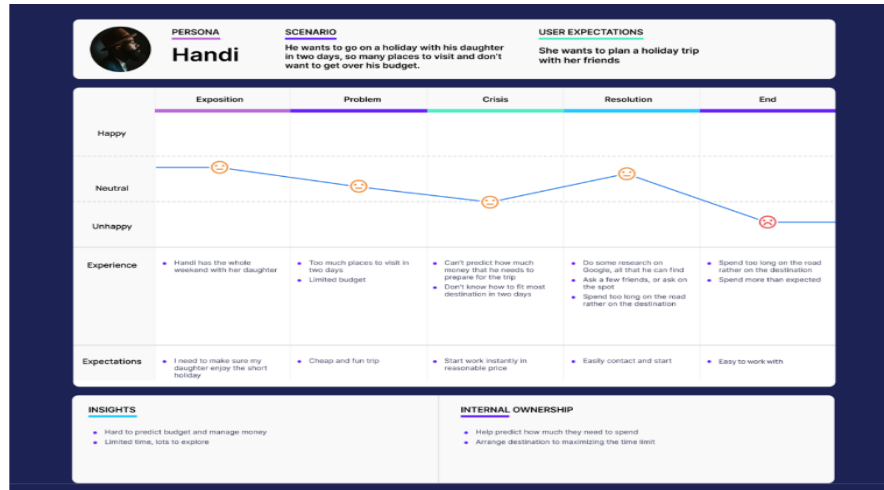 PERSONA
Handi
SCENARIO
He wants to go on a holiday with his daughter
in two days, so many places to visit and don't
want to get over his budget.
USER EXPECTATIONS
She wants to plan a holiday trip
with her friends
Exposition
Problem
Crisis
Resolution
End
Happy
Neutral
Unhappy
Experience
Handi has the whole
weekend with her daughter
Too much places to visit in
two days
Limited budget
Can't predict how much
money that he needs to
prepare for the trip
Don't know how to fit most
destination in two days
Do some research on
Google, all that he can find
Ask a few friends, or ask on
the spot
Spend too long on the road
rather on the destination
Spend too long on the road
rather on the destination
Spend more than expected
Expectations
I need to make sure my
daughter enjoy the short
holiday
Cheap and fun trip
Start work instantly in
reasonable price
Easily contact and start
Easy to work with
INSIGHTS
Hard to predict budget and manage money
Limited time, lots to explore
INTERNAL OWNERSHIP
Help predict how much they need to spend
Arrange destination to maximizing the time limit